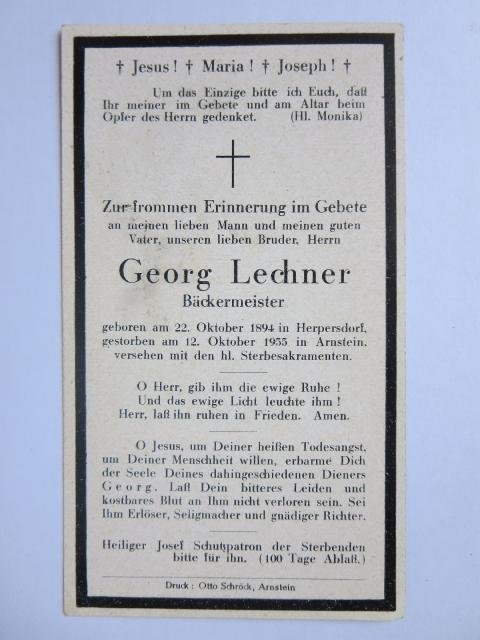 † Jesus! † Maria! † Joseph! †
Um das Einzige bitte ich Euch, daß
Ihr meiner im Gebete und am Altar beim
Opfer des Herrn gedenket. (Hl. Monika)
Zur frommen Erinnerung im Gebete
an meinen lieben Mann und meinen guten
Vater, unseren lieben Bruder, Herrn
Georg Lechner
Bäckermeister
geboren am 22. Oktober 1894 in Herpersdorf,
gestorben am 12. Oktober 1955 in Arnstein.
versehen mit den hl. Sterbesakramenten.
O Herr, gib ihm die ewige Ruhe!
Und das ewige Licht leuchte ihm!
Herr, laß ihn ruhen in Frieden. Amen.
O Jesus, um Deiner heißen Todesangst,
um Deiner Menschheit willen, erbarme Dich
der Seele Deines dahingeschiedenen Dieners
Georg. Laß Dein bitteres Leiden und
kostbares Blut an Ihm nicht verloren sein. Sei
Ihm Erlöser, Seligmacher und gnädiger Richter.
Heiliger Josef Schutzpatron der Sterbenden
bitte für ihn. (100 Tage Ablaß.)
Druck: Otto Schröck, Arnstein